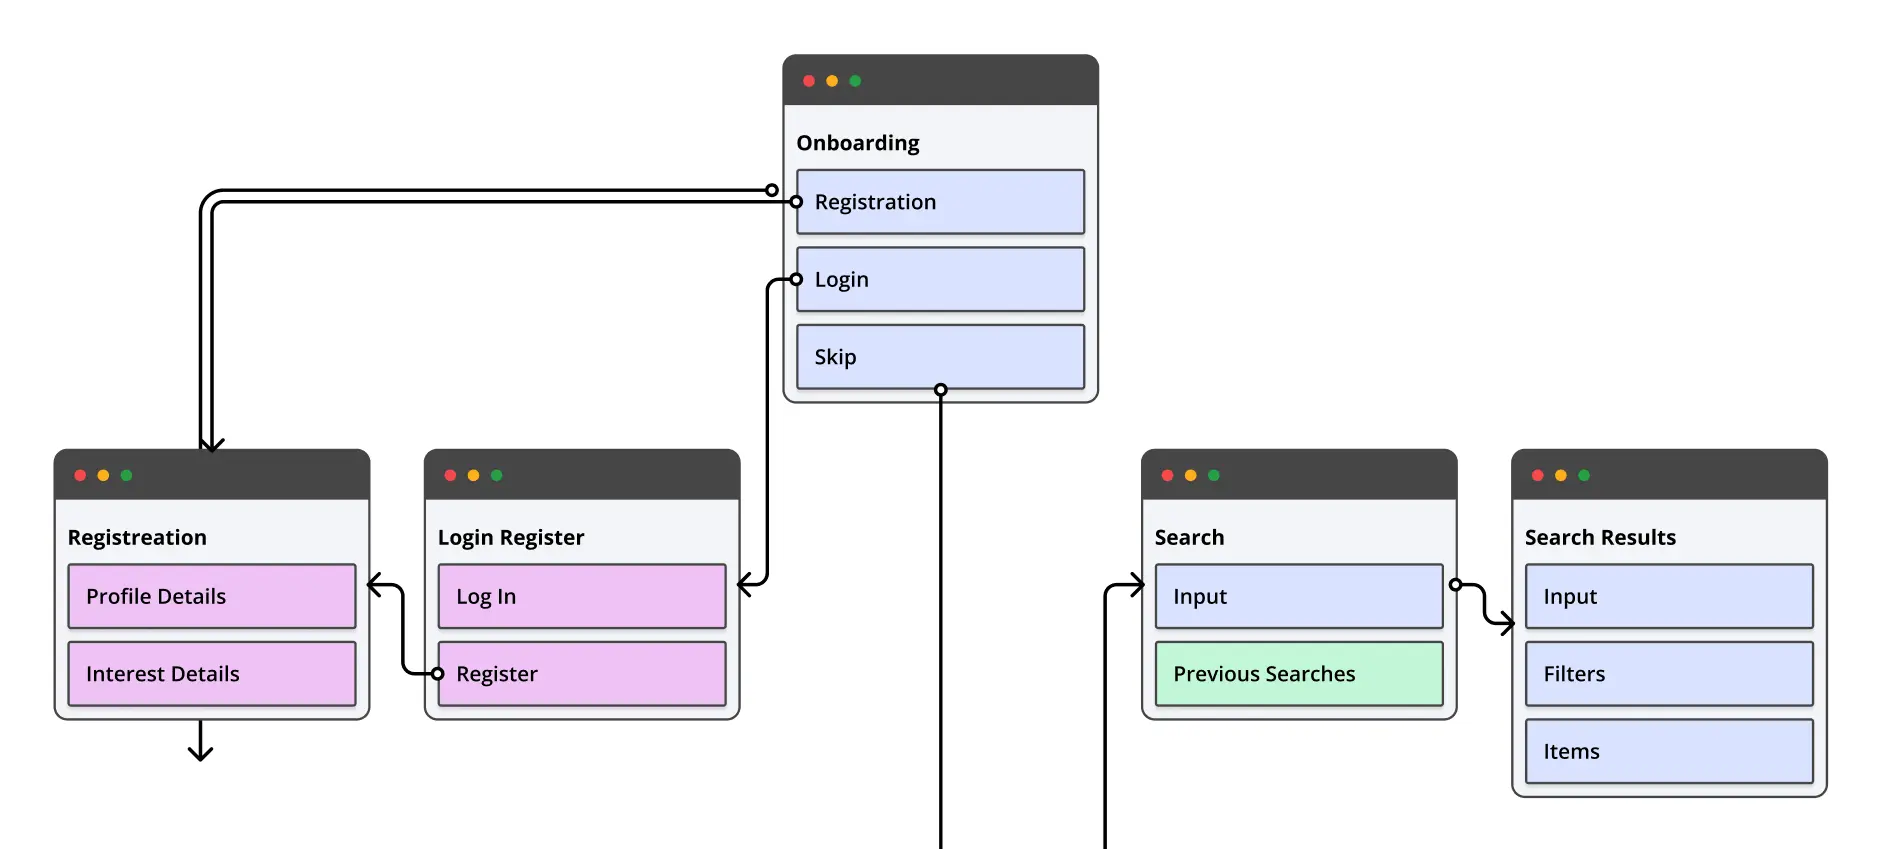 Onboarding
Registration
Login
Skip
Registreation
Profile Details
Interest Details
Login Register
Log In
Register
Search
Input
Previous Searches
Search Results
Input
Filters
Items